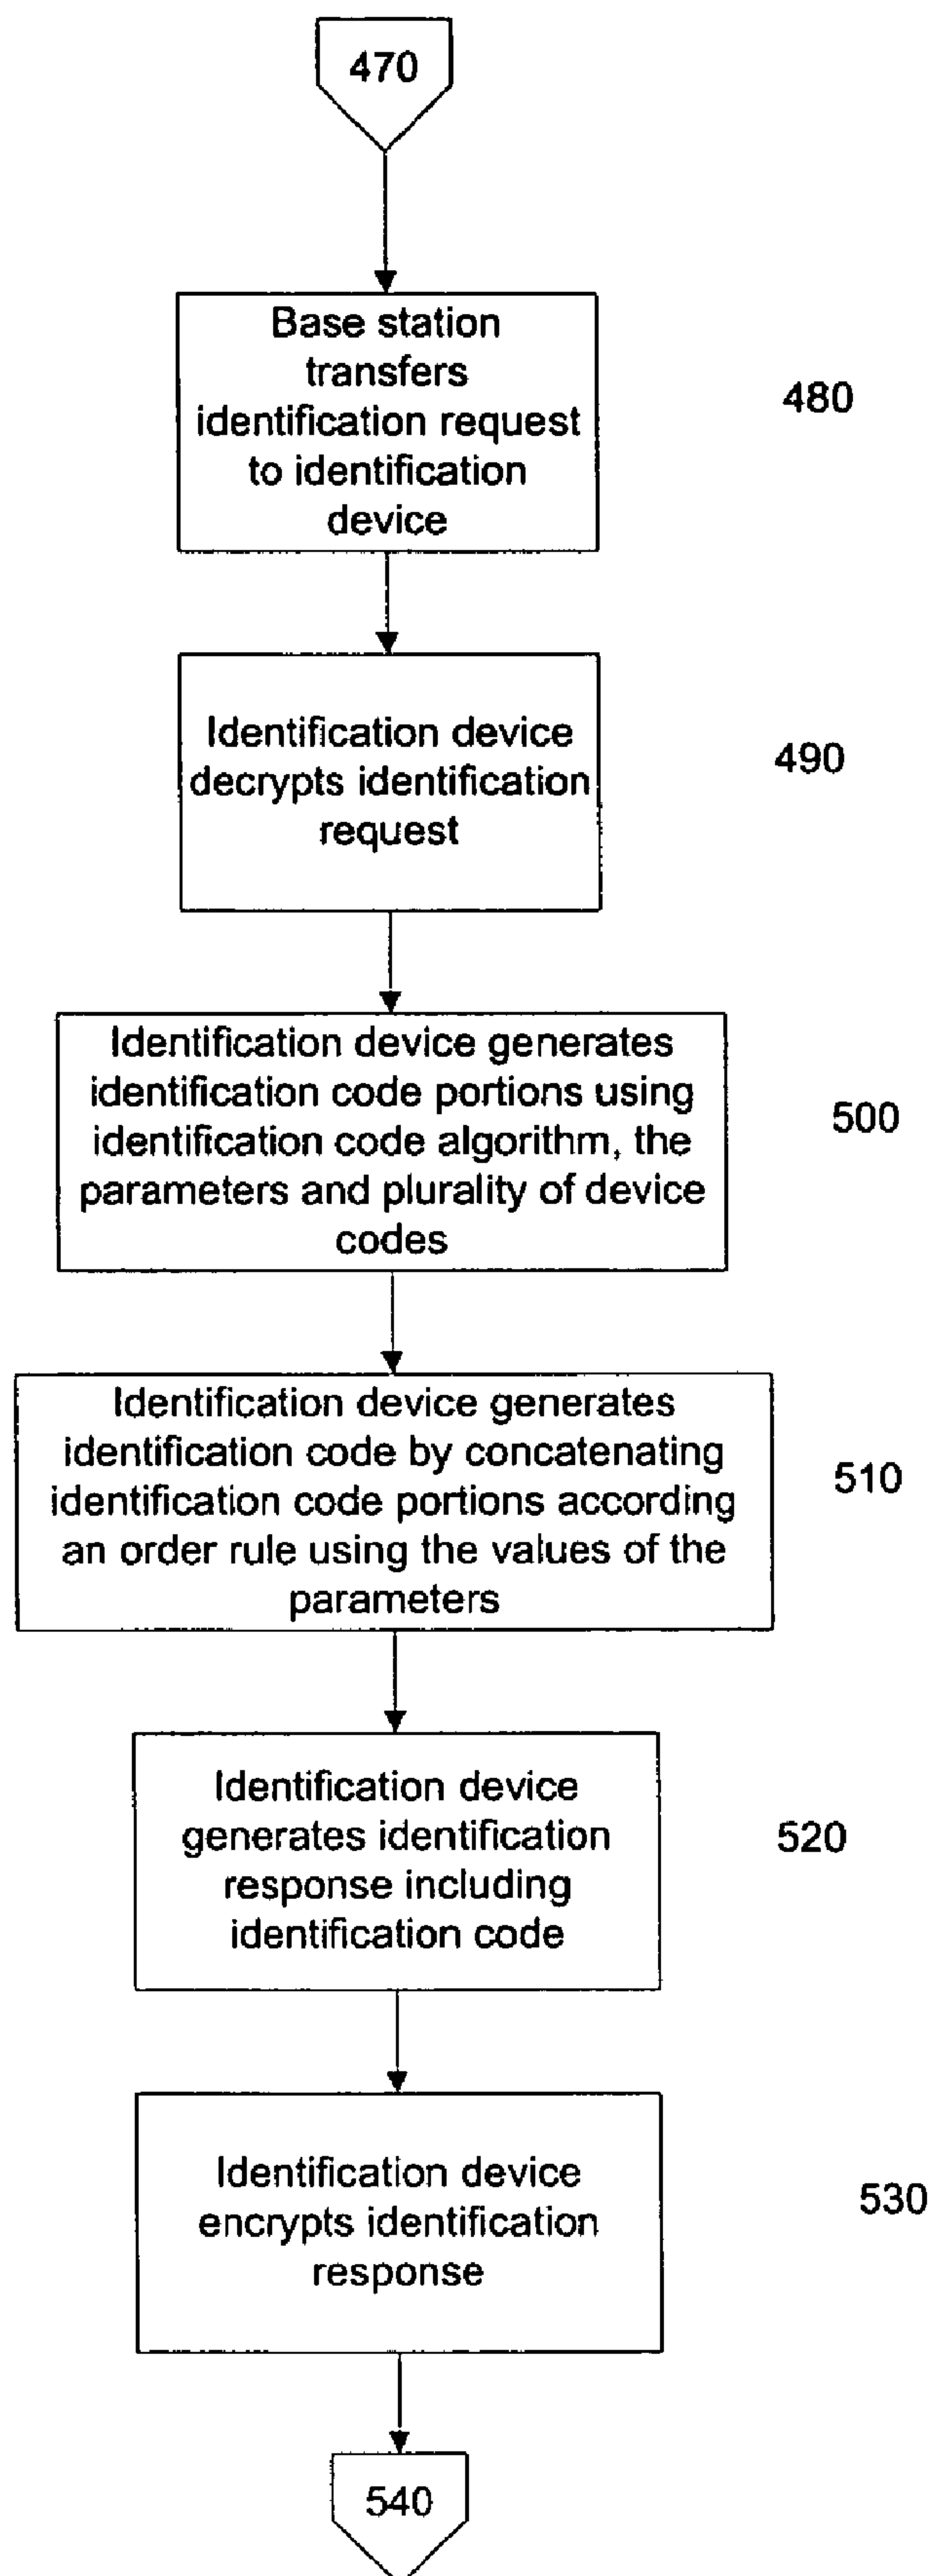 470
Base station
transfers
identification request
to identification
device
480
Identification device
decrypts identification
request
490
Identification device generates
identification code portions using
identification code algorithm, the
parameters and plurality of device
codes
500
Identification device generates
identification code by concatenating
identification code portions according
an order rule using the values of the
parameters
510
Identification device
generates identification
response including
identification code
520
Identification device
encrypts identification
response
530
540